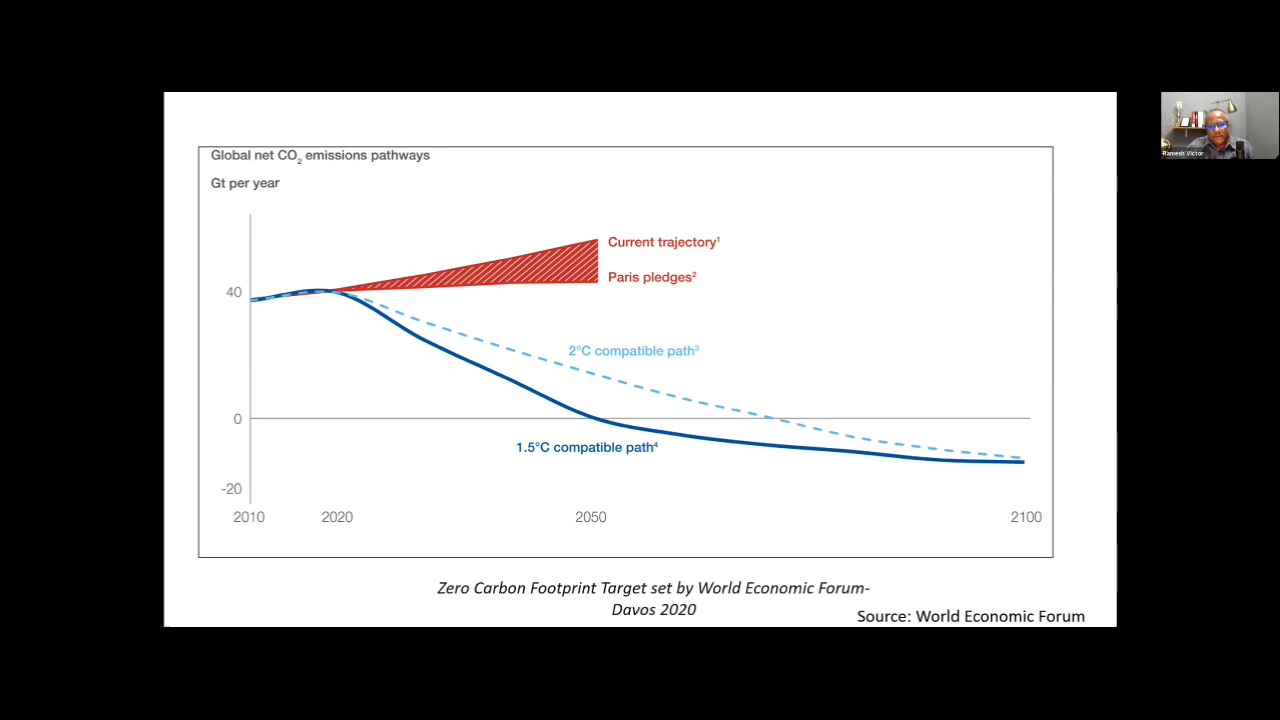 Global net CO₂ emissions pathways
Gt per year
Current trajectory¹
Paris pledges²
40
2°C compatible path³
0
1.5°C compatible path⁴
-20
2010 2020 2050 2100
Zero Carbon Footprint Target set by World Economic Forum-
Davos 2020
Source: World Economic Forum
Ramesh Victor